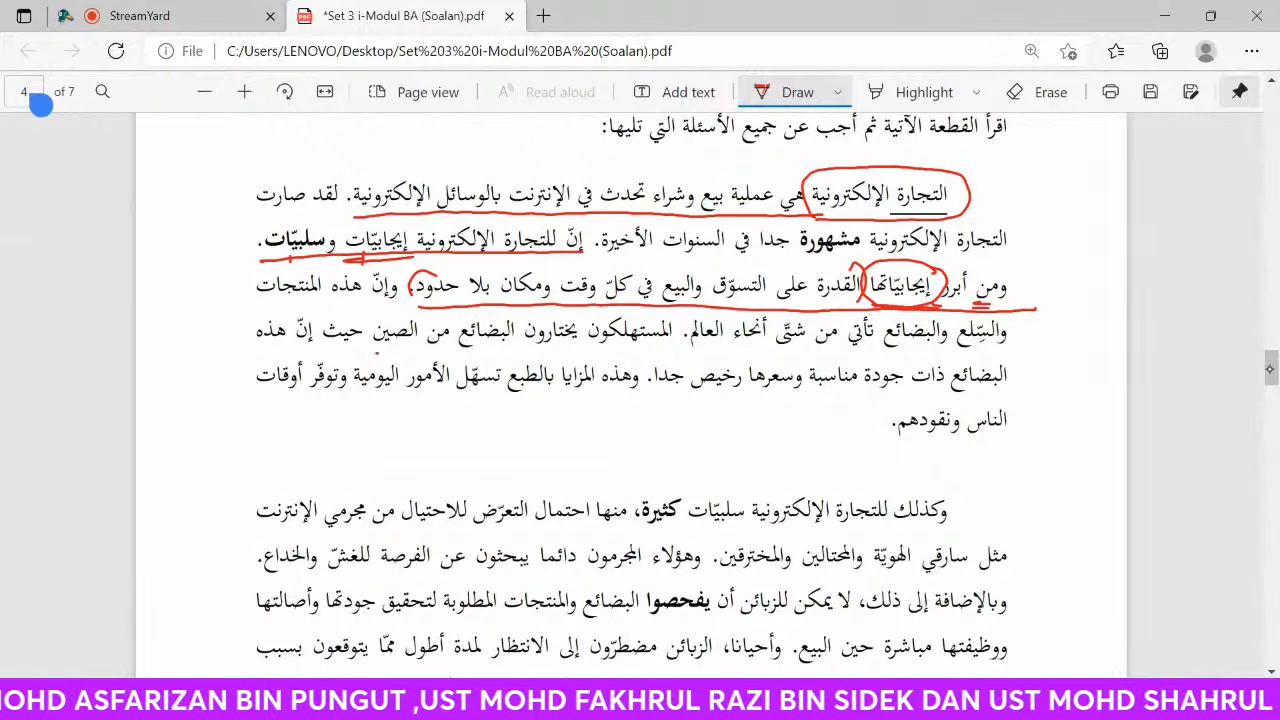 StreamYard
*Set 3 i-Modul BA (Soalan).pdf
File C:/Users/LENOVO/Desktop/Set%203%20i-Modul%20BA%20(Soalan).pdf
4 of 7 Page view Read aloud Add text Draw Highlight Erase
اقرأ القطعة الآتية ثم أجب عن جميع الأسئلة التي تليها:
التجارة الإلكترونية هي عملية بيع وشراء تحدث في الإنترنت بالوسائل الإلكترونية. لقد صارت
التجارة الإلكترونية مشهورة جدا في السنوات الأخيرة. إنّ للتجارة الإلكترونية إيجابيّات وسلبيّات.
ومن أبرز إيجابيّاتها القدرة على التسوّق والبيع في كلّ وقت ومكان بلا حدود. وإنّ هذه المنتجات
والسِّلع والبضائع تأتي من شتّى أنحاء العالم. المستهلكون يختارون البضائع من الصين حيث إنّ هذه
البضائع ذات جودة مناسبة وسعرها رخيص جدا. وهذه المزايا بالطبع تسهّل الأمور اليومية وتوفّر أوقات
الناس ونقودهم.
وكذلك للتجارة الإلكترونية سلبيّات كثيرة، منها احتمال التعرّض للاحتيال من مجرمي الإنترنت
مثل سارقي الهويّة والمحتالين والمخترقين. وهؤلاء المجرمون دائما يبحثون عن الفرصة للغشّ والخداع.
وبالإضافة إلى ذلك، لا يمكن للزبائن أن يفحصوا البضائع والمنتجات المطلوبة لتحقيق جودتها وأصالتها
ووظيفتها مباشرة حين البيع. وأحيانا، الزبائن مضطرّون إلى الانتظار لمدة أطول ممّا يتوقعون بسبب
MOHD ASFARIZAN BIN PUNGUT ,UST MOHD FAKHRUL RAZI BIN SIDEK DAN UST MOHD SHAHRUL